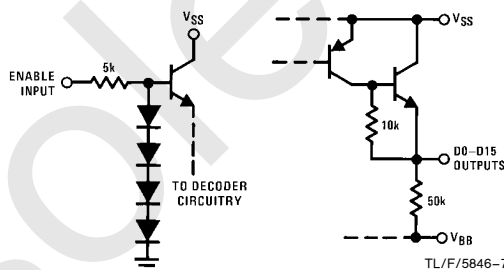 VSS
5k
ENABLE
INPUT
TO DECODER
CIRCUITRY
VSS
10k
D0–D15
OUTPUTS
50k
VBB
TL/F/5846–7